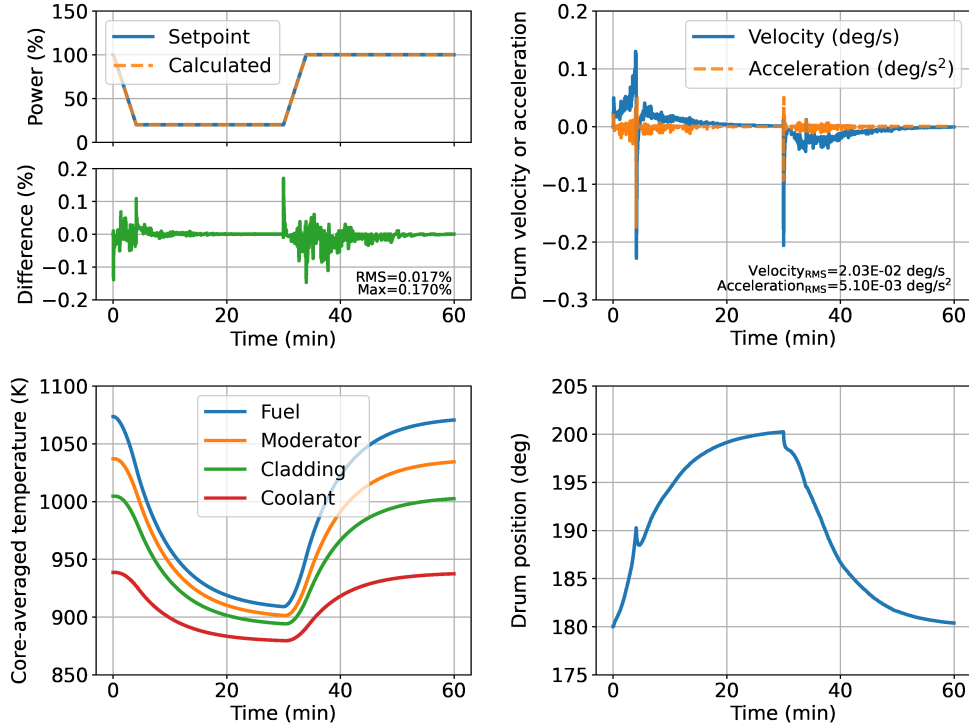 Power (%)
150
100
50
0
Setpoint
Calculated
Difference (%)
0.2
0.1
0.0
−0.1
−0.2
RMS=0.017%
Max=0.170%
0
20
40
60
Time (min)
Drum velocity or acceleration
0.2
0.1
0.0
−0.1
−0.2
−0.3
Velocity (deg/s)
Acceleration (deg/s²)
VelocityRMS=2.03E-02 deg/s
AccelerationRMS=5.10E-03 deg/s²
0
20
40
60
Time (min)
Core-averaged temperature (K)
1100
1050
1000
950
900
850
Fuel
Moderator
Cladding
Coolant
0
20
40
60
Time (min)
Drum position (deg)
205
200
195
190
185
180
175
0
20
40
60
Time (min)